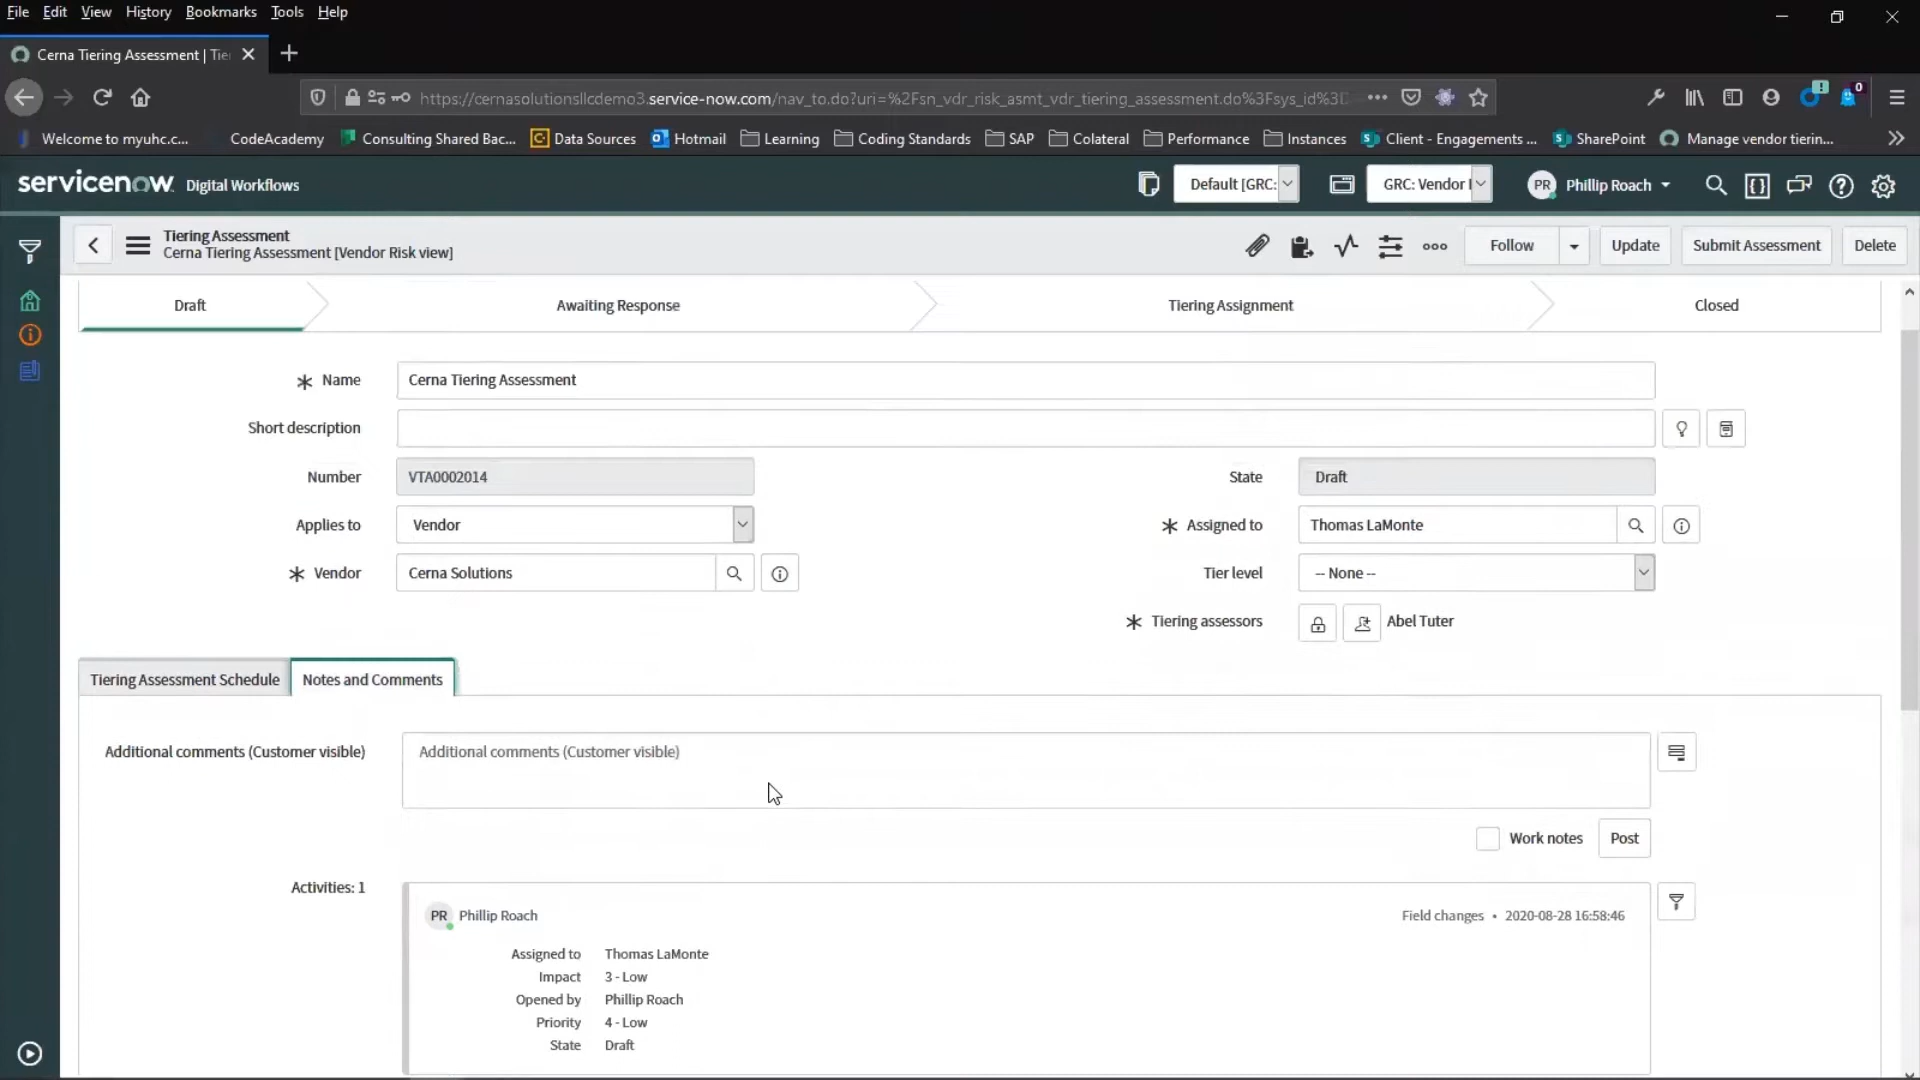 File Edit View History Bookmarks Tools Help
Cerna Tiering Assessment | Tie
https://cernasolutionsllcdemo3.service-now.com/nav_to.do?uri=%2Fsn_vdr_risk_asmt_vdr_tiering_assessment.do%3Fsys_id%3D
0
Welcome to myuhc.c... CodeAcademy Consulting Shared Bac... Data Sources Hotmail Learning Coding Standards SAP Colateral Performance Instances Client - Engagements ... SharePoint Manage vendor tierin...
servicenow Digital Workflows Default [GRC: GRC: Vendor PR Phillip Roach
Tiering Assessment
Cerna Tiering Assessment [Vendor Risk view]
Follow Update Submit Assessment Delete
Draft Awaiting Response Tiering Assignment Closed
Name Cerna Tiering Assessment
Short description
Number VTA0002014 State Draft
Applies to Vendor Assigned to Thomas LaMonte
Vendor Cerna Solutions Tier level -- None --
Tiering assessors Abel Tuter
Tiering Assessment Schedule Notes and Comments
Additional comments (Customer visible) Additional comments (Customer visible)
Work notes Post
Activities: 1
PR Phillip Roach Field changes • 2020-08-28 16:58:46
Assigned to Thomas LaMonte
Impact 3 - Low
Opened by Phillip Roach
Priority 4 - Low
State Draft